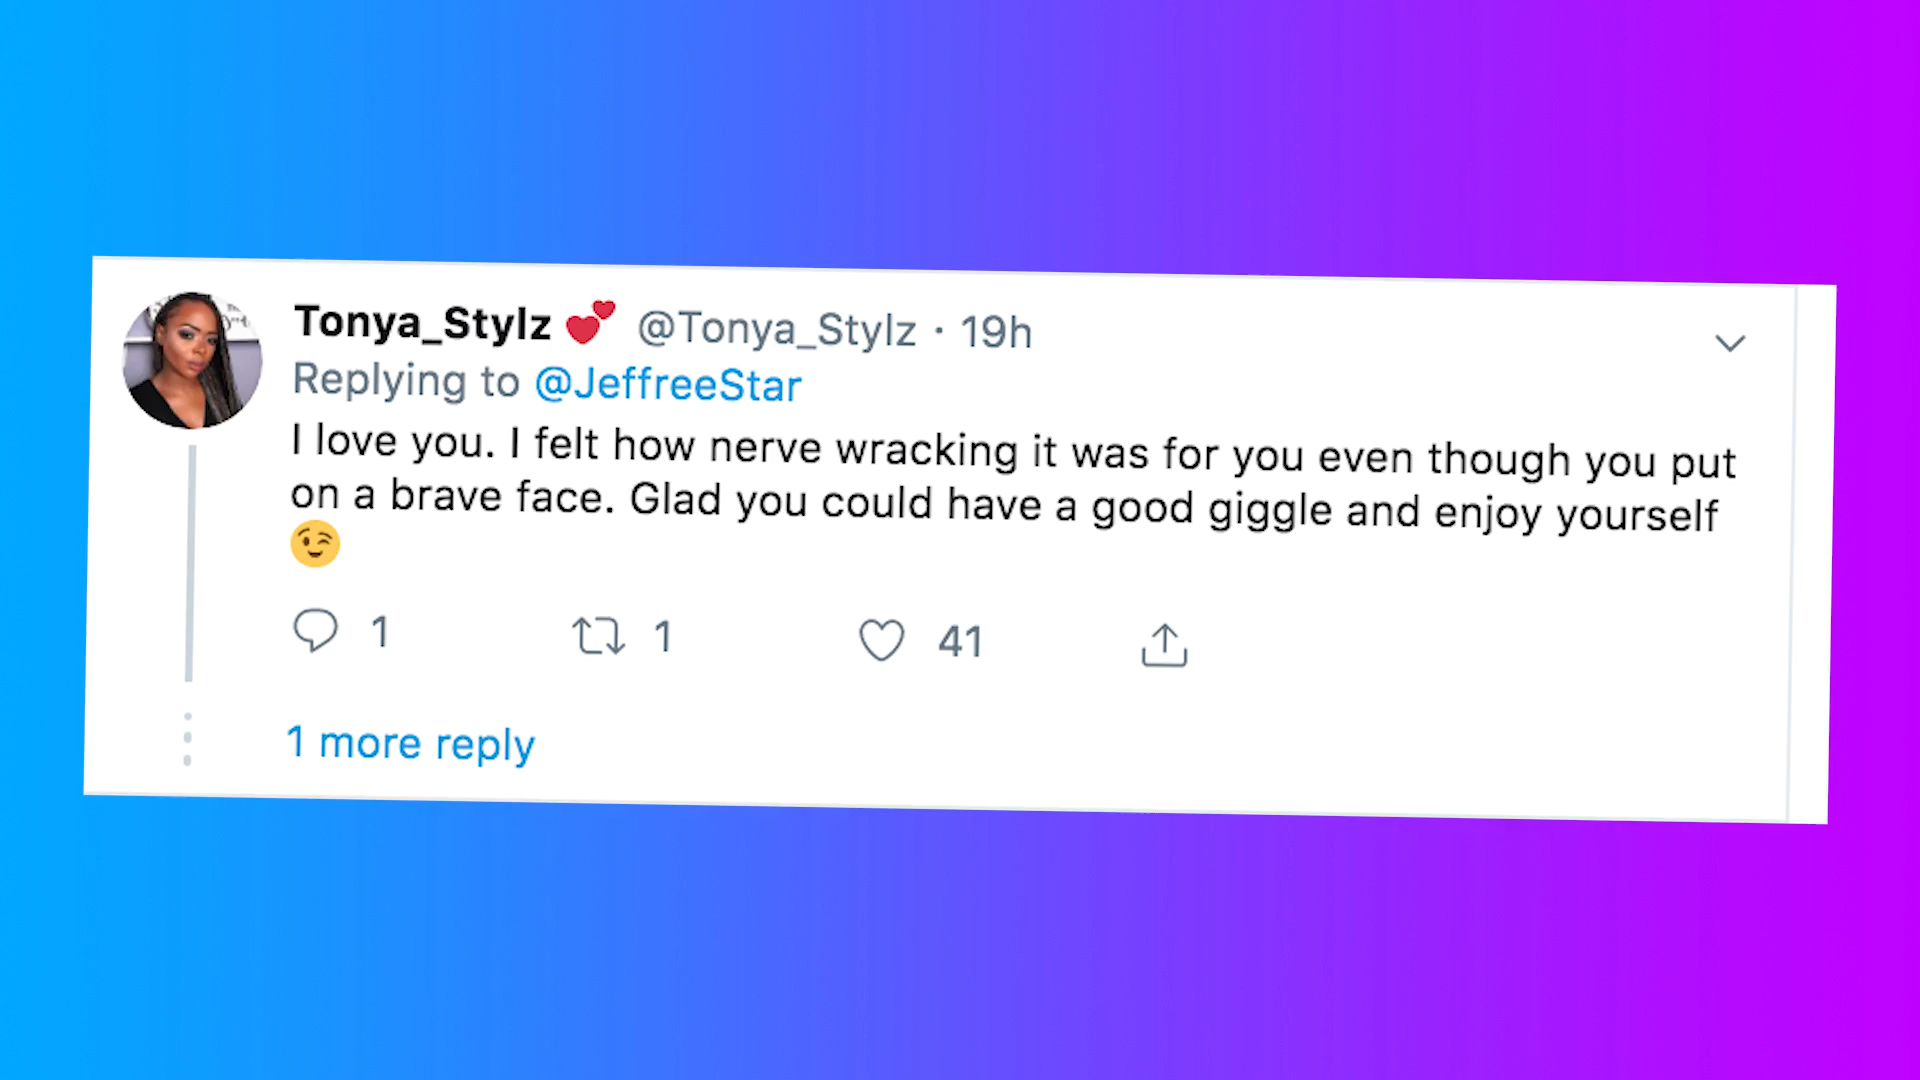 Tonya_Stylz 💕 @Tonya_Stylz · 19h
Replying to @JeffreeStar
I love you. I felt how nerve wracking it was for you even though you put
on a brave face. Glad you could have a good giggle and enjoy yourself
😉
1 1 41
1 more reply